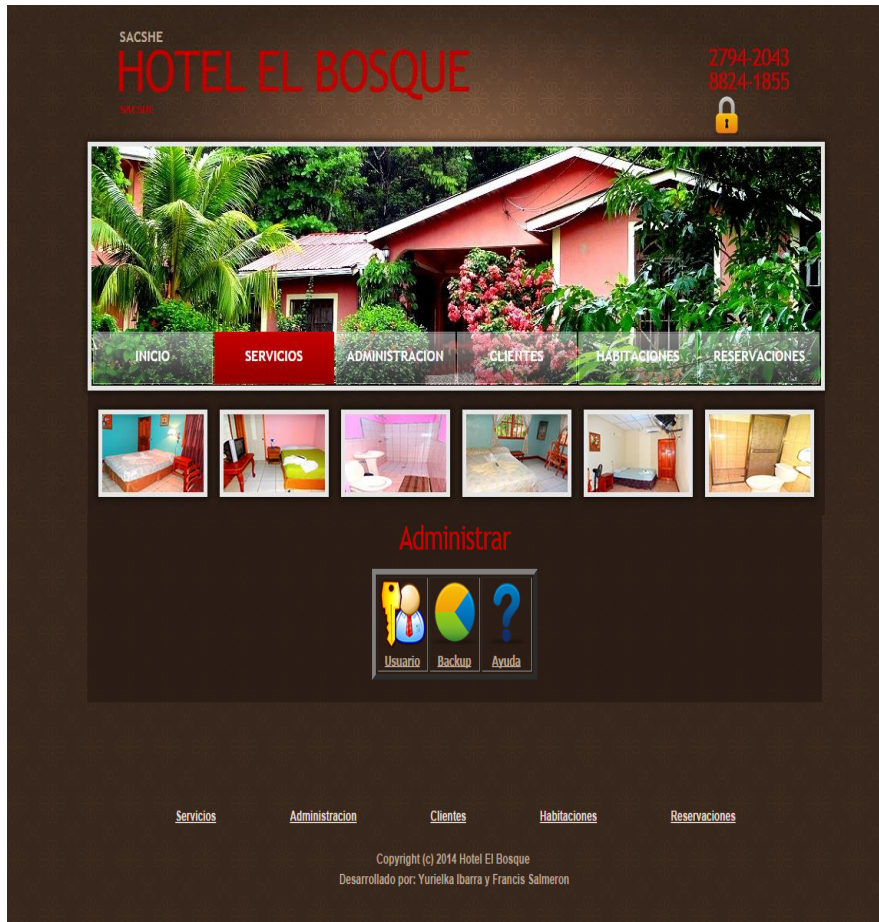 SACSHE
HOTEL EL BOSQUE
SACSHE
2794-2043
8824-1855
INICIO SERVICIOS ADMINISTRACION CLIENTES HABITACIONES RESERVACIONES
Administrar
Usuario Backup Ayuda
Servicios Administracion Clientes Habitaciones Reservaciones
Copyright (c) 2014 Hotel El Bosque
Desarrollado por: Yurielka Ibarra y Francis Salmeron